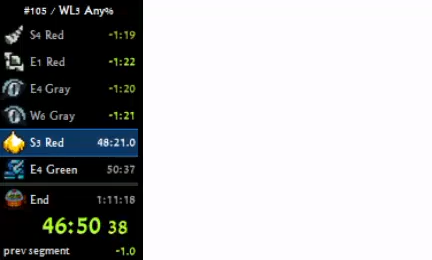 #105 / WL3 Any%
S4 Red -1:19
E1 Red -1:22
E4 Gray -1:20
W6 Gray -1:21
S3 Red 48:21.0
E4 Green 50:37
End 1:11:18
46:50 38
prev segment -1.0